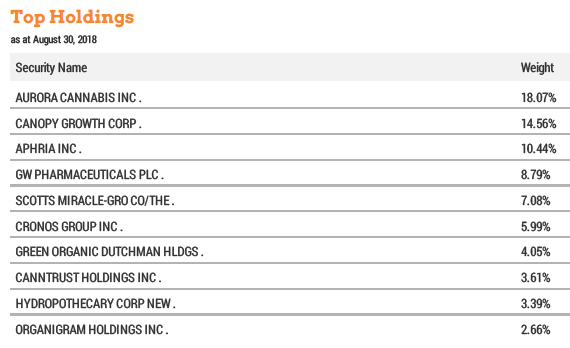 Top Holdings
as at August 30, 2018
Security Name Weight
AURORA CANNABIS INC . 18.07%
CANOPY GROWTH CORP . 14.56%
APHRIA INC . 10.44%
GW PHARMACEUTICALS PLC . 8.79%
SCOTTS MIRACLE-GRO CO/THE . 7.08%
CRONOS GROUP INC . 5.99%
GREEN ORGANIC DUTCHMAN HLDGS . 4.05%
CANNTRUST HOLDINGS INC . 3.61%
HYDROPOTHECARY CORP NEW . 3.39%
ORGANIGRAM HOLDINGS INC . 2.66%